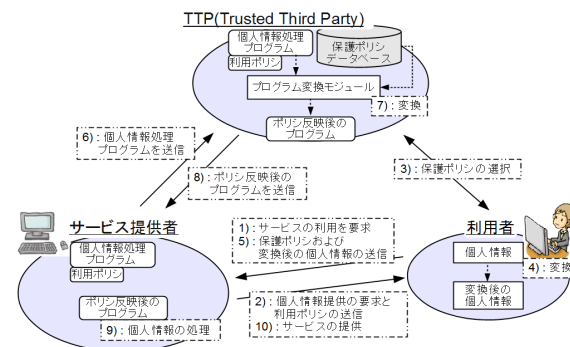 TTP(Trusted Third Party)
個人情報処理
プログラム
利用ポリシ
保護ポリシ
データベース
プログラム変換モジュール
7) : 変換
ポリシ反映後の
プログラム
6) : 個人情報処理
プログラムを送信
8) : ポリシ反映後の
プログラムを送信
3) : 保護ポリシの選択
サービス提供者
個人情報処理
プログラム
利用ポリシ
ポリシ反映後の
プログラム
9) : 個人情報の処理
1) : サービスの利用を要求
5) : 保護ポリシおよび
変換後の個人情報の送信
2) : 個人情報提供の要求と
利用ポリシの送信
10) : サービスの提供
利用者
個人情報
4) : 変換
変換後の
個人情報